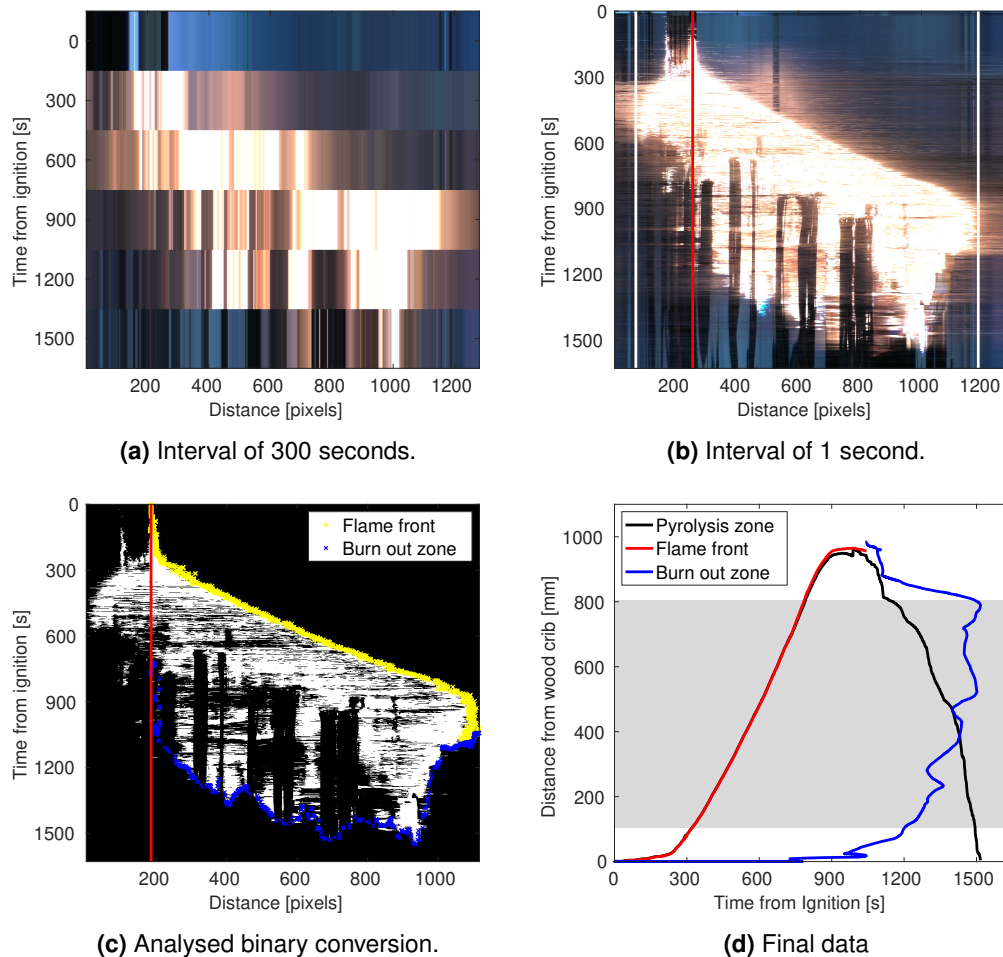 0
300
600
900
1200
1500
Time from ignition [s]
200 400 600 800 1000 1200
Distance [pixels]
(a) Interval of 300 seconds.
0
300
600
900
1200
1500
Time from ignition [s]
200 400 600 800 1000 1200
Distance [pixels]
(b) Interval of 1 second.
0
300
600
900
1200
1500
Time from ignition [s]
Flame front
Burn out zone
200 400 600 800 1000
Distance [pixels]
(c) Analysed binary conversion.
1000
800
600
400
200
0
Distance from wood crib [mm]
Pyrolysis zone
Flame front
Burn out zone
0 300 600 900 1200 1500
Time from Ignition [s]
(d) Final data